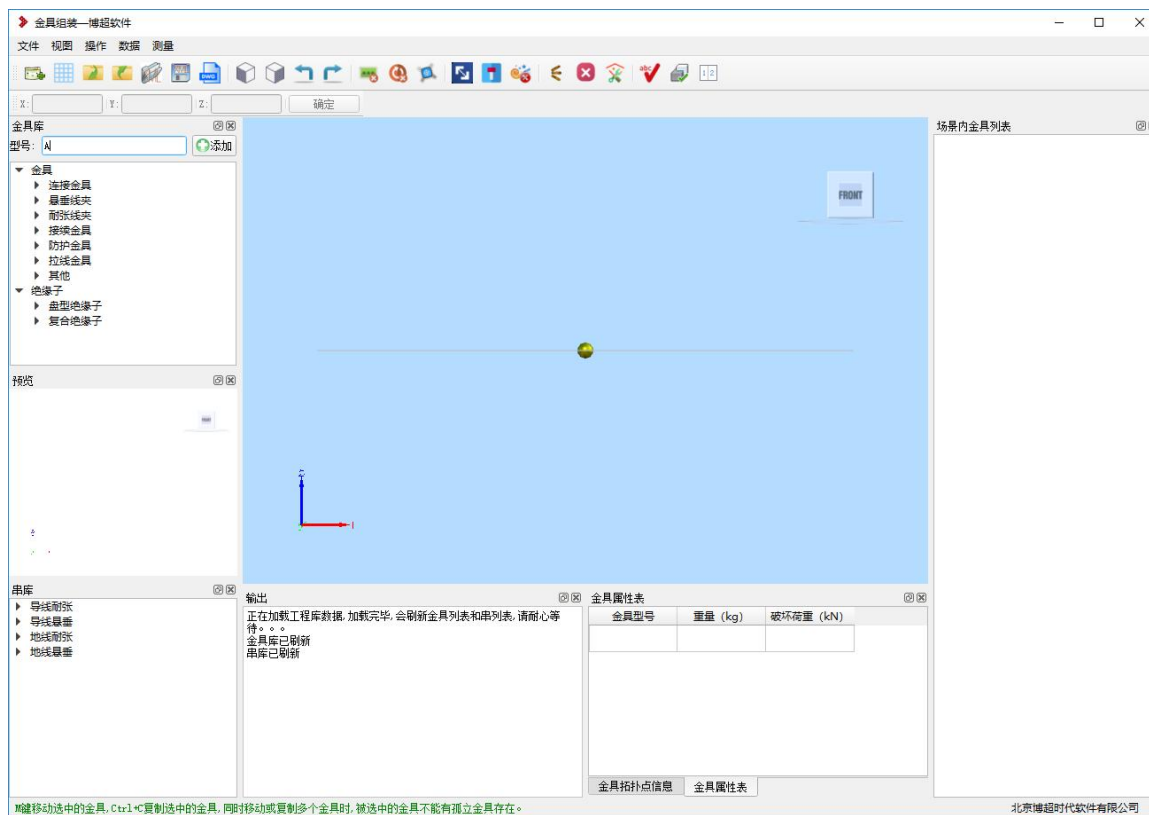 金具组装—博超软件
文件 视图 操作 数据 测量
X: Y: Z: 确定
金具库
型号: A 添加
金具
连接金具
悬垂线夹
耐张线夹
接续金具
防护金具
拉线金具
其他
绝缘子
盘型绝缘子
复合绝缘子
预览
串库
导线耐张
导线悬垂
地线耐张
地线悬垂
FRONT
输出
正在加载工程库数据,加载完毕,会刷新金具列表和串列表,请耐心等
待。。。
金具库已刷新
串库已刷新
金具属性表
金具型号 重量 (kg) 破坏荷重 (kN)
金具拓扑点信息 金具属性表
场景内金具列表
M键移动选中的金具,Ctrl+C复制选中的金具,同时移动或复制多个金具时,被选中的金具不能有孤立金具存在。
北京博超时代软件有限公司